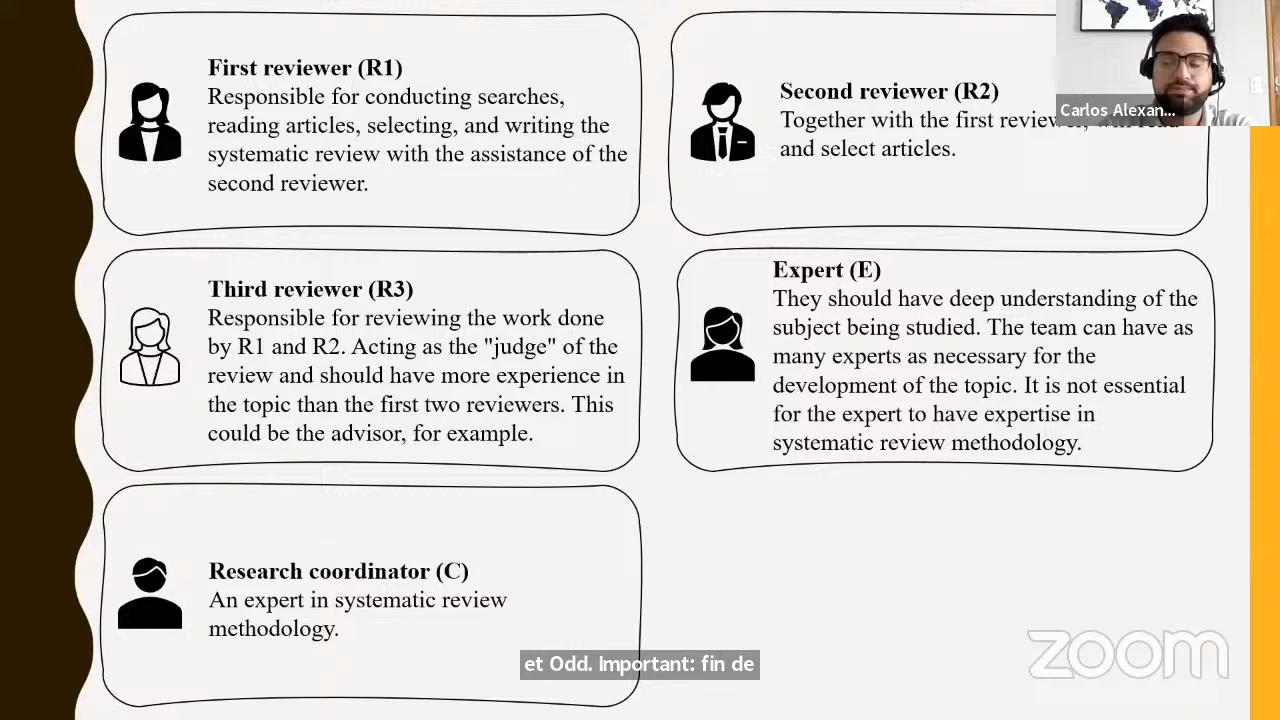 First reviewer (R1)
Responsible for conducting searches,
reading articles, selecting, and writing the
systematic review with the assistance of the
second reviewer.
Second reviewer (R2)
Together with the first
and select articles.
Carlos Alexan...
Third reviewer (R3)
Responsible for reviewing the work done
by R1 and R2. Acting as the "judge" of the
review and should have more experience in
the topic than the first two reviewers. This
could be the advisor, for example.
Expert (E)
They should have deep understanding of the
subject being studied. The team can have as
many experts as necessary for the
development of the topic. It is not essential
for the expert to have expertise in
systematic review methodology.
Research coordinator (C)
An expert in systematic review
methodology.
et Odd. Important: fin de
zoom